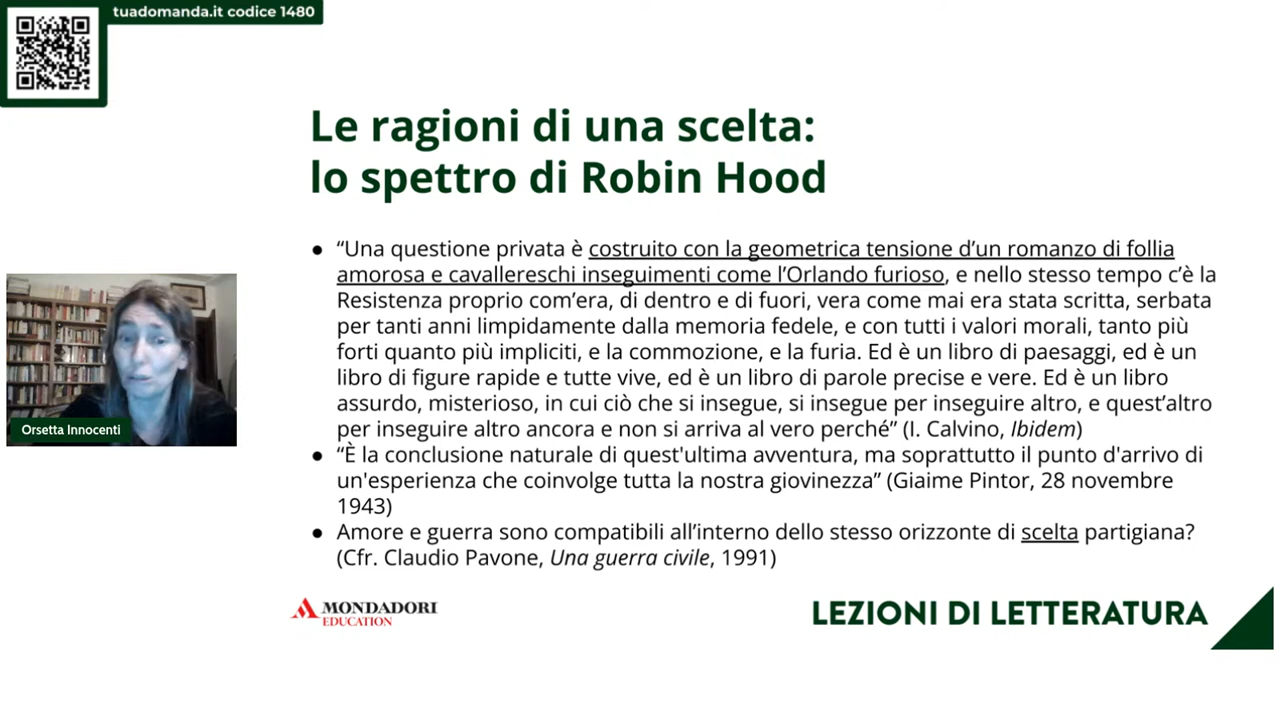 tuadomanda.it codice 1480
Le ragioni di una scelta:
lo spettro di Robin Hood
● “Una questione privata è costruito con la geometrica tensione d’un romanzo di follia
amorosa e cavallereschi inseguimenti come l’Orlando furioso, e nello stesso tempo c’è la
Resistenza proprio com’era, di dentro e di fuori, vera come mai era stata scritta, serbata
per tanti anni limpidamente dalla memoria fedele, e con tutti i valori morali, tanto più
forti quanto più impliciti, e la commozione, e la furia. Ed è un libro di paesaggi, ed è un
libro di figure rapide e tutte vive, ed è un libro di parole precise e vere. Ed è un libro
assurdo, misterioso, in cui ciò che si insegue, si insegue per inseguire altro, e quest’altro
per inseguire altro ancora e non si arriva al vero perché” (I. Calvino, Ibidem)
● “È la conclusione naturale di quest'ultima avventura, ma soprattutto il punto d'arrivo di
un'esperienza che coinvolge tutta la nostra giovinezza” (Giaime Pintor, 28 novembre
1943)
● Amore e guerra sono compatibili all’interno dello stesso orizzonte di scelta partigiana?
(Cfr. Claudio Pavone, Una guerra civile, 1991)
Orsetta Innocenti
MONDADORI
EDUCATION
LEZIONI DI LETTERATURA